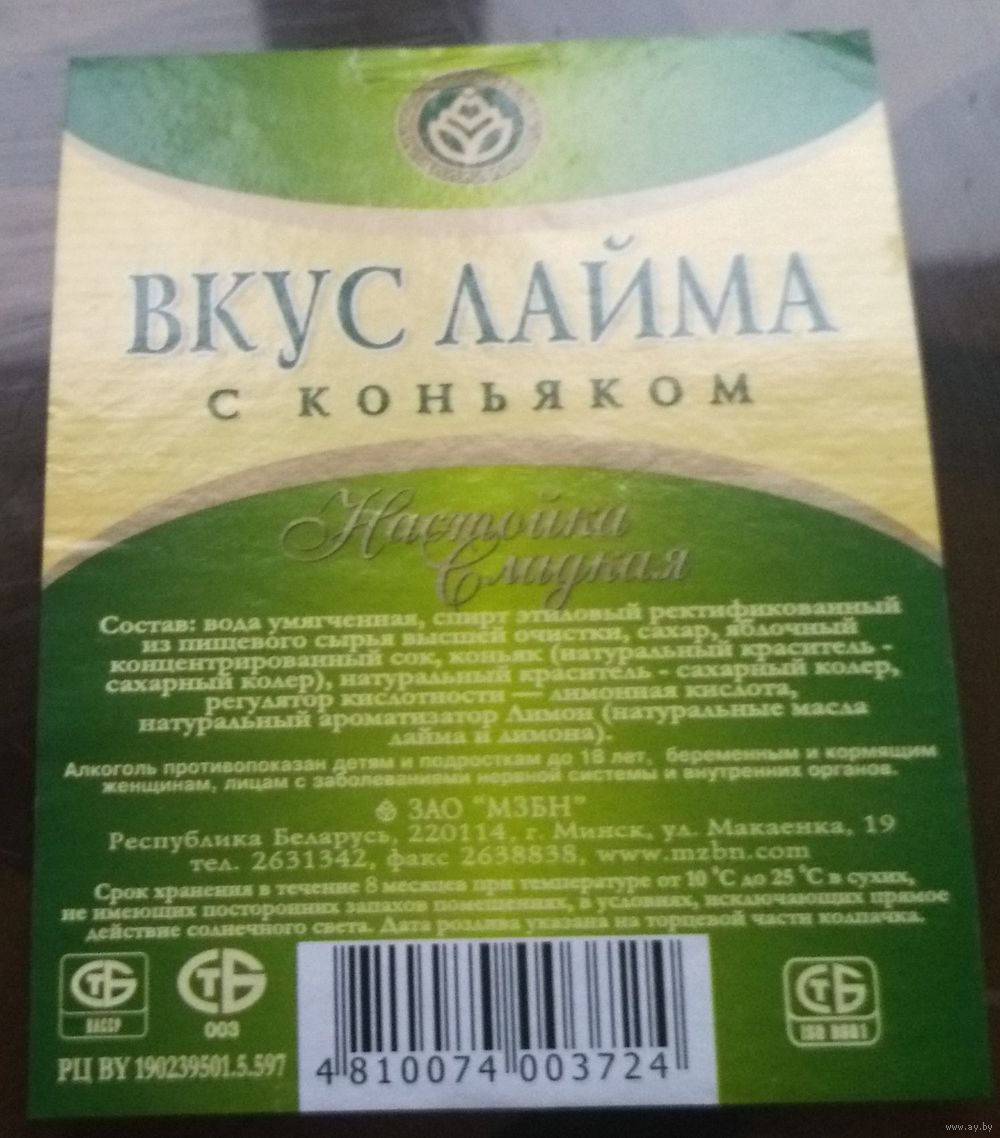 ВКУС ЛАЙМА
С КОНЬЯКОМ
Настойка
Сладкая
Состав: вода умягченная, спирт этиловый ректификованный
из пищевого сырья высшей очистки, сахар, яблочный
концентрированный сок, коньяк (натуральный краситель -
сахарный колер), натуральный краситель - сахарный колер,
регулятор кислотности — лимонная кислота,
натуральный ароматизатор Лимон (натуральные масла
лайма и лимона).
Алкоголь противопоказан детям и подросткам до 18 лет, беременным и кормящим
женщинам, лицам с заболеваниями нервной системы и внутренних органов.
ЗАО "МЗБН"
Республика Беларусь, 220114, г. Минск, ул. Макаенка, 19
тел. 2631342, факс 2638838, www.mzbn.com
Срок хранения в течение 8 месяцев при температуре от 10 °С до 25 °С в сухих,
не имеющих посторонних запахов помещениях, в условиях, исключающих прямое
действие солнечного света. Дата розлива указана на торцевой части колпачка.
СТБ СТБ СТБ
НАССР 003 ISO 9001
РЦ BY 190239501.5.597
4 810074 003724
www.ay.by